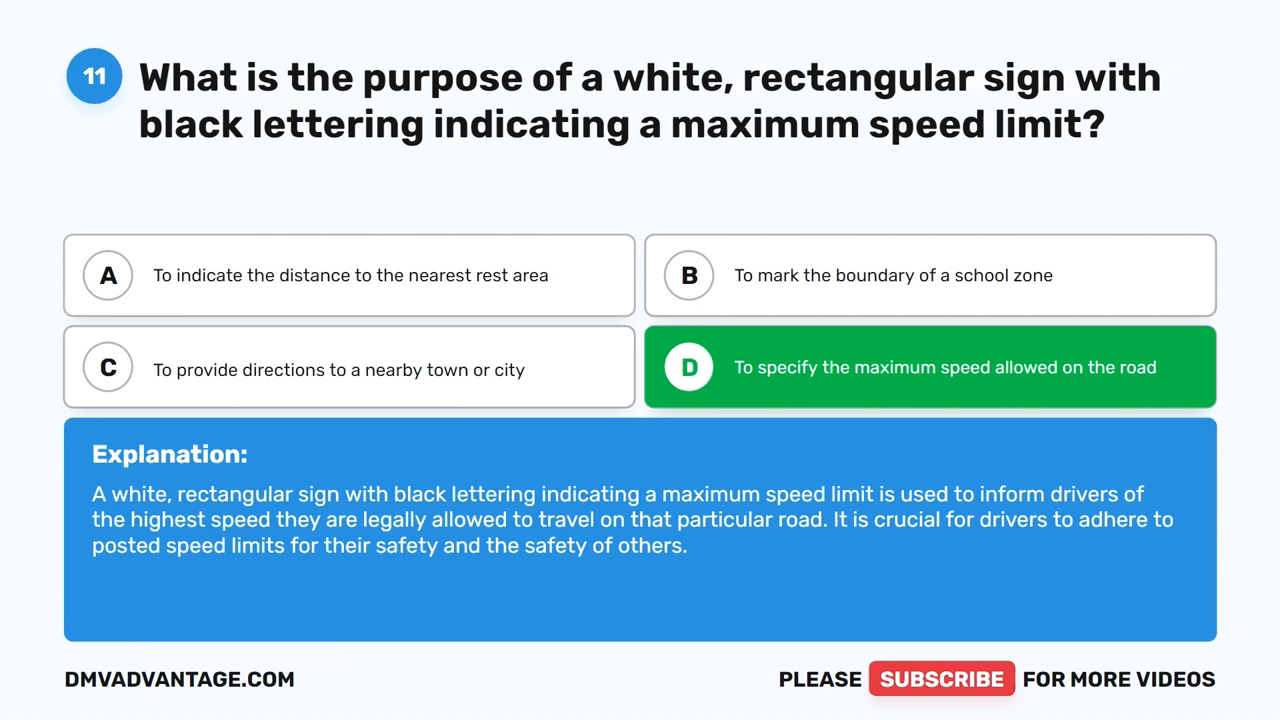 11
What is the purpose of a white, rectangular sign with
black lettering indicating a maximum speed limit?
A To indicate the distance to the nearest rest area
B To mark the boundary of a school zone
C To provide directions to a nearby town or city
D To specify the maximum speed allowed on the road
Explanation:
A white, rectangular sign with black lettering indicating a maximum speed limit is used to inform drivers of
the highest speed they are legally allowed to travel on that particular road. It is crucial for drivers to adhere to
posted speed limits for their safety and the safety of others.
DMVADVANTAGE.COM
PLEASE SUBSCRIBE FOR MORE VIDEOS